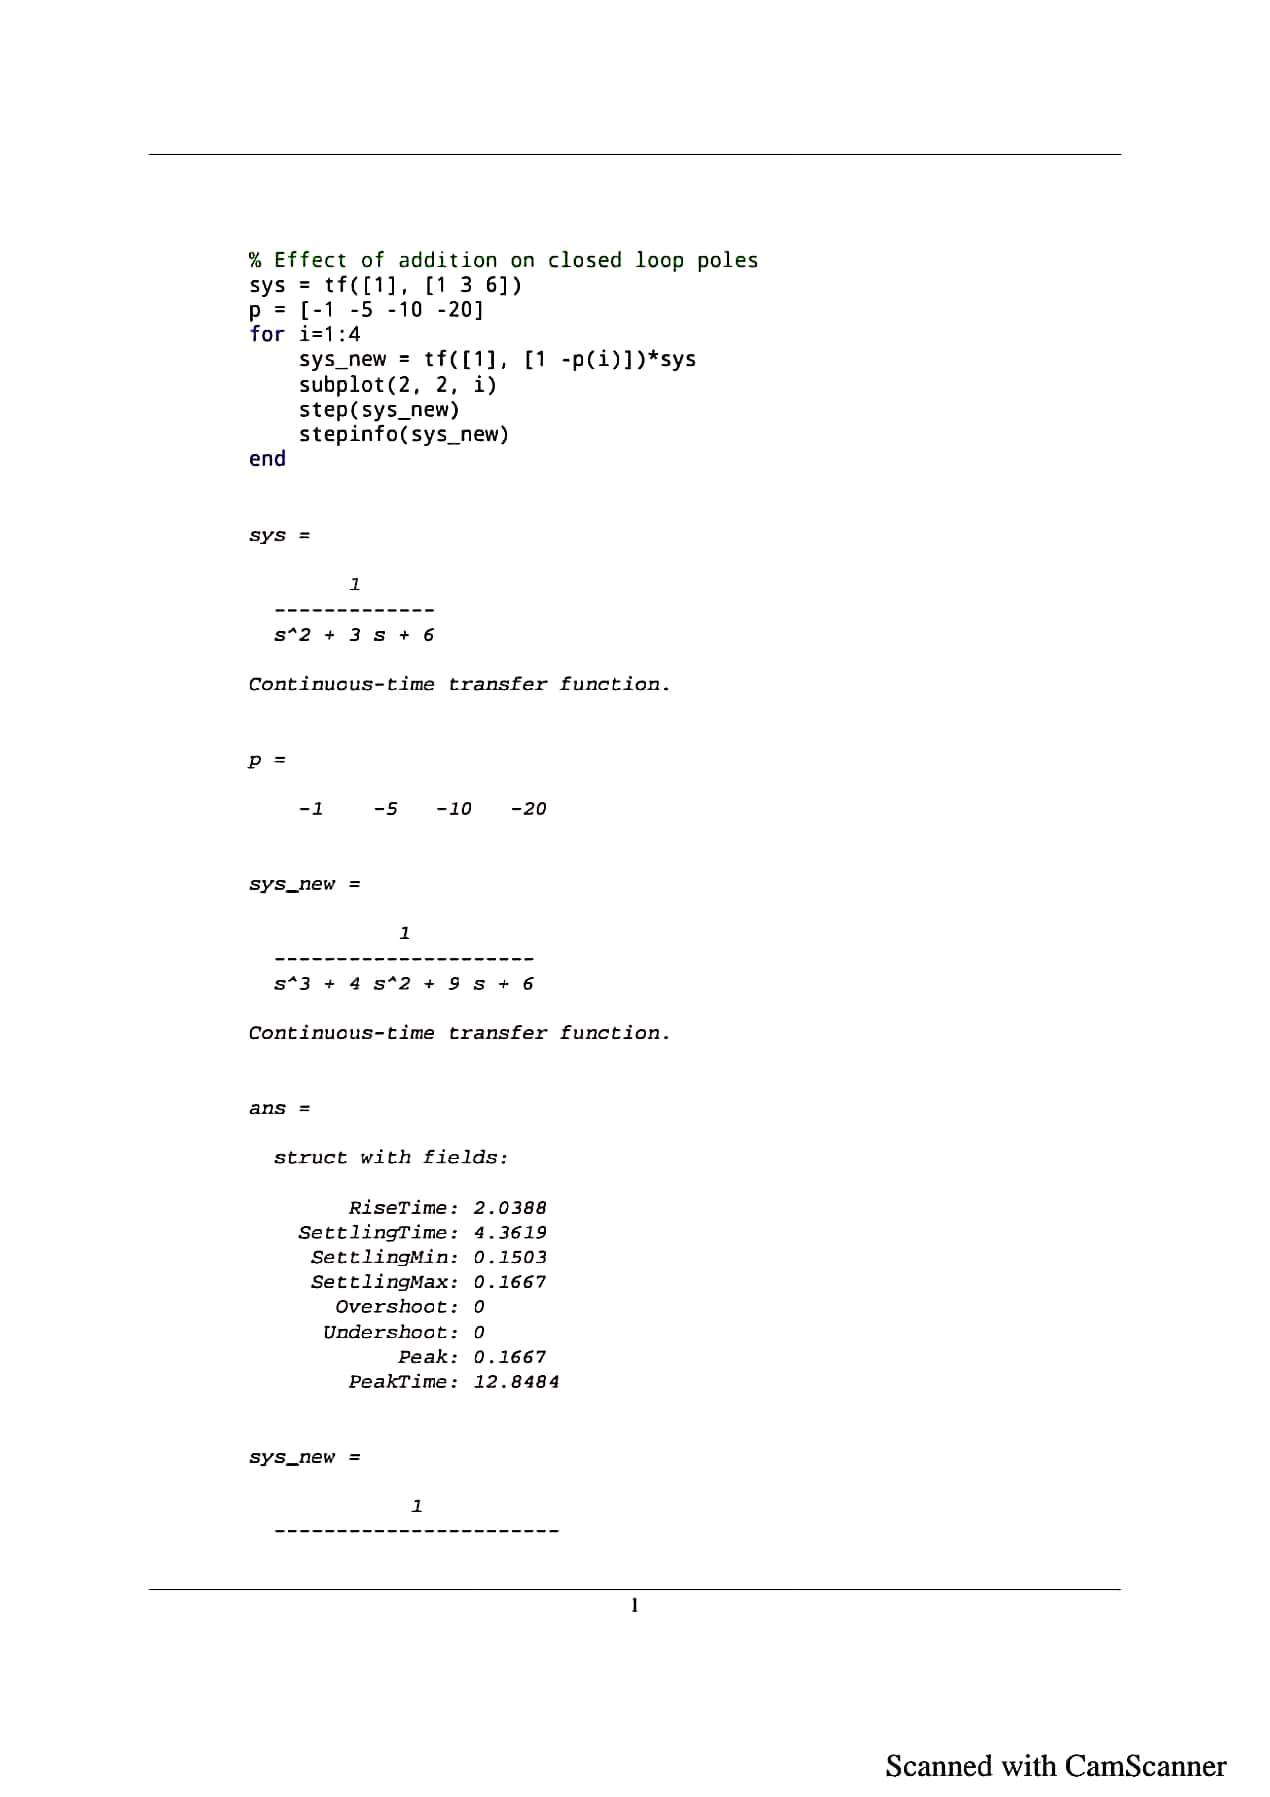 % Effect of addition on closed loop poles
sys = tf([1], [1 3 6])
p = [-1 -5 -10 -20]
for i=1:4
    sys_new = tf([1], [1 -p(i)])*sys
    subplot(2, 2, i)
    step(sys_new)
    stepinfo(sys_new)
end
sys =
1
-------------
s^2 + 3 s + 6
Continuous-time transfer function.
p =
-1    -5   -10   -20
sys_new =
1
---------------------
s^3 + 4 s^2 + 9 s + 6
Continuous-time transfer function.
ans =
struct with fields:
RiseTime: 2.0388
SettlingTime: 4.3619
SettlingMin: 0.1503
SettlingMax: 0.1667
Overshoot: 0
Undershoot: 0
Peak: 0.1667
PeakTime: 12.8484
sys_new =
1
-----------------------
1
Scanned with CamScanner